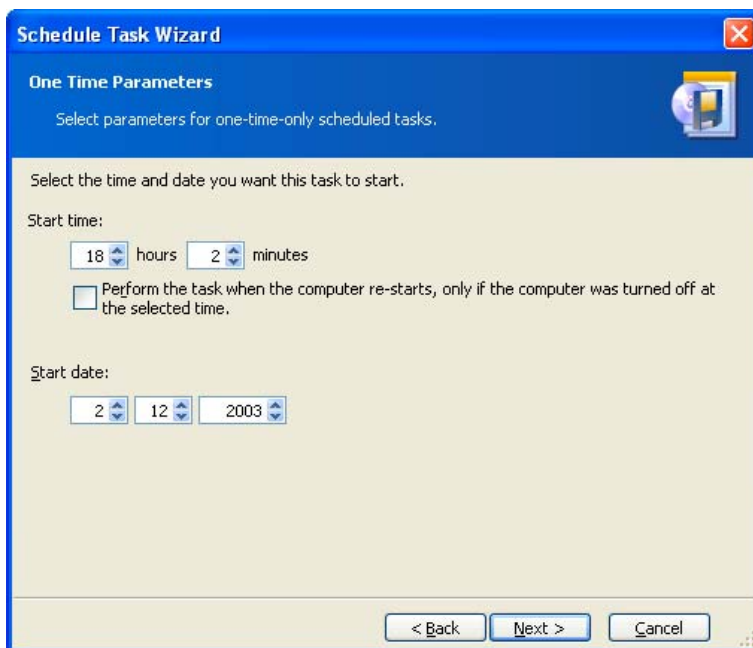 Schedule Task Wizard
One Time Parameters
Select parameters for one-time-only scheduled tasks.
Select the time and date you want this task to start.
Start time:
18 hours 2 minutes
Perform the task when the computer re-starts, only if the computer was turned off at
the selected time.
Start date:
2 12 2003
< Back Next > Cancel